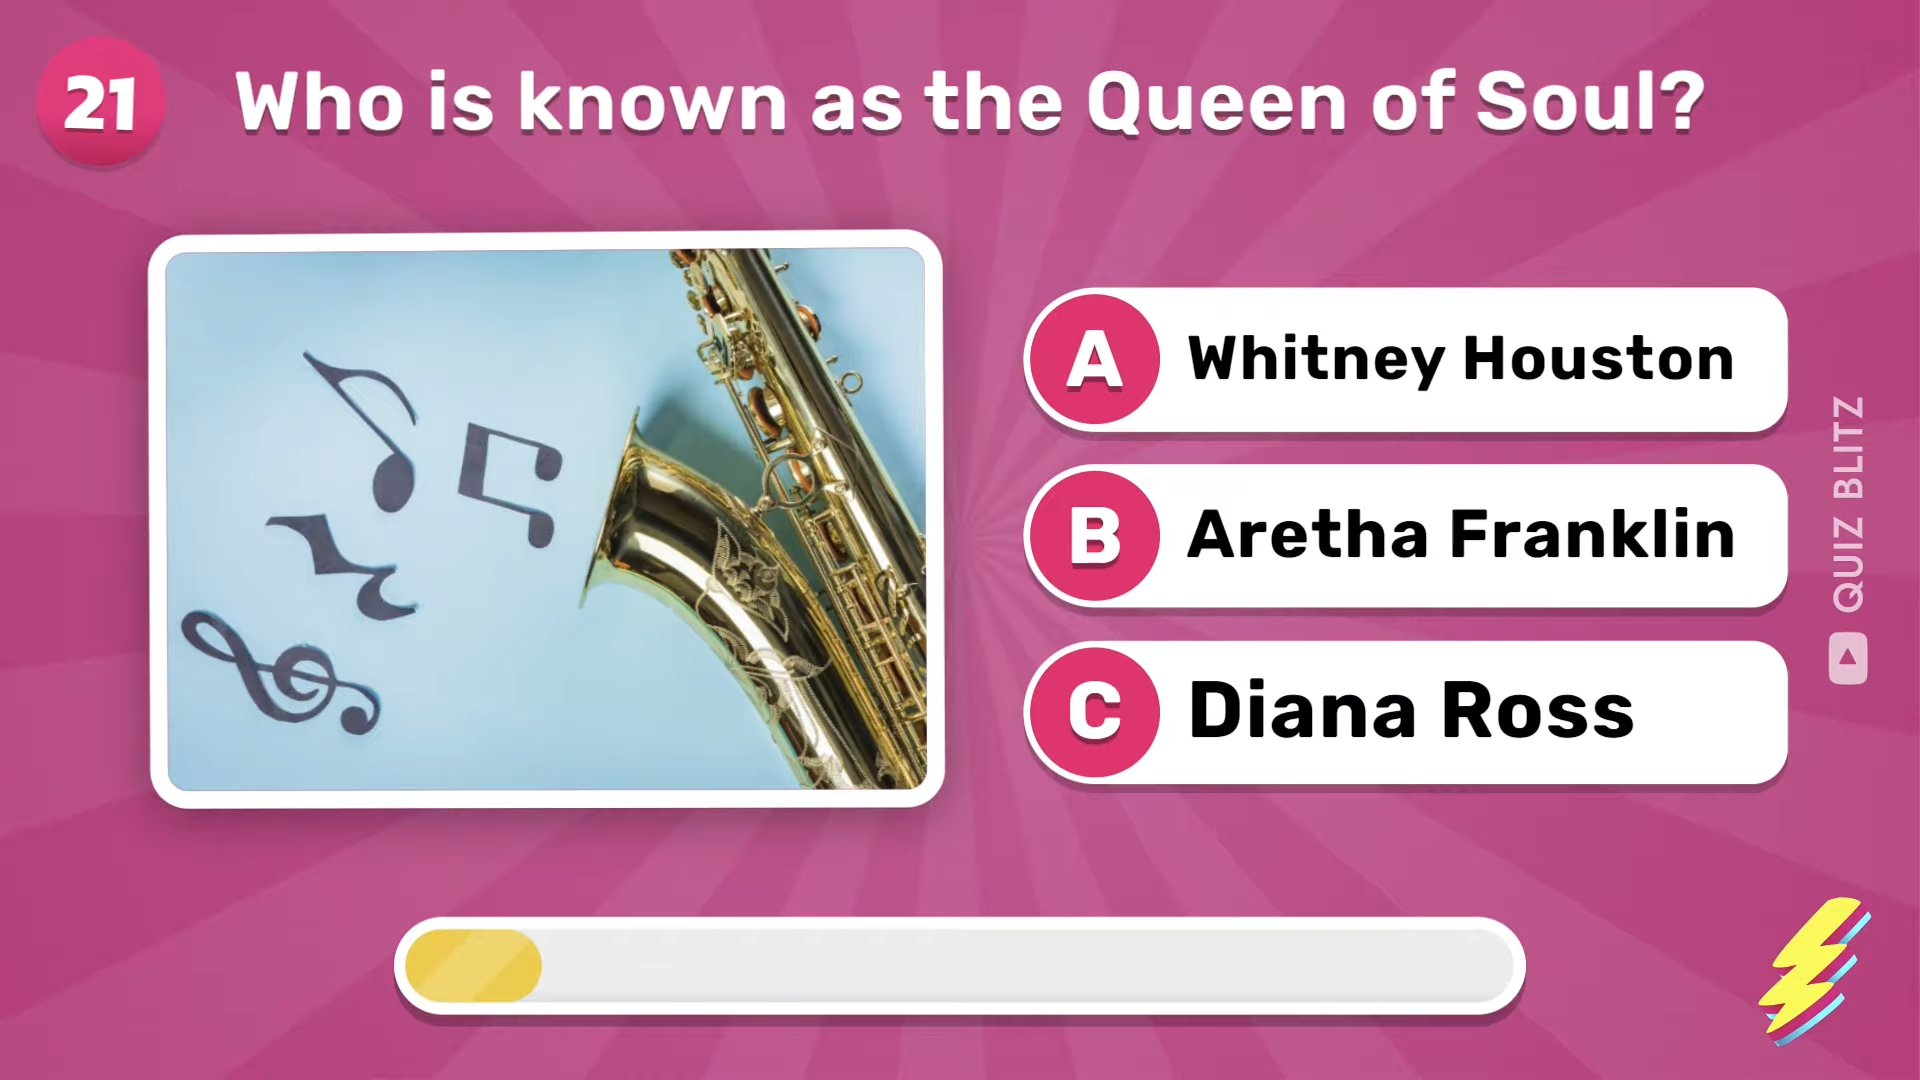 21
Who is known as the Queen of Soul?
A Whitney Houston
B Aretha Franklin
C Diana Ross
QUIZ BLITZ